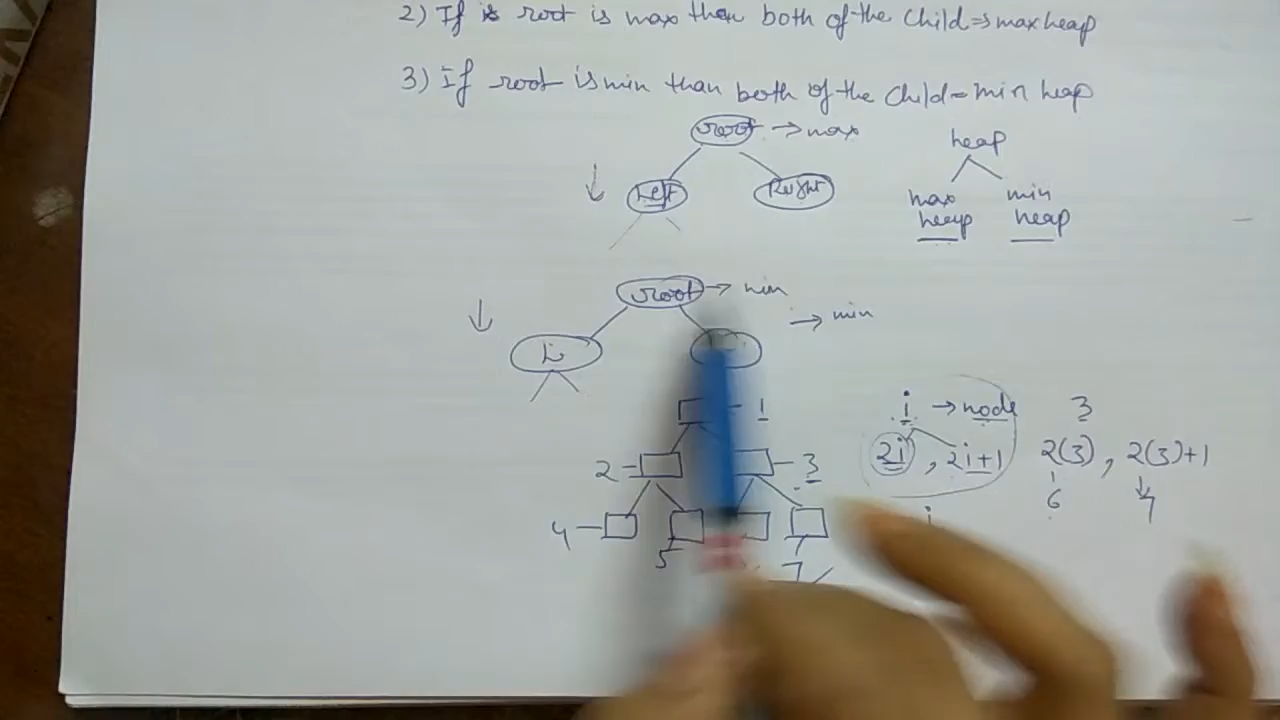 2) If is root is max than both of the child => max heap
3) If root is min than both of the child = min heap
root → max
heap
Left
Right
max heap
min heap
root → min
→ min
L
1
i → node
3
2
3
2i , 2i+1
2(3) , 2(3)+1
6
7
4
5
7
i